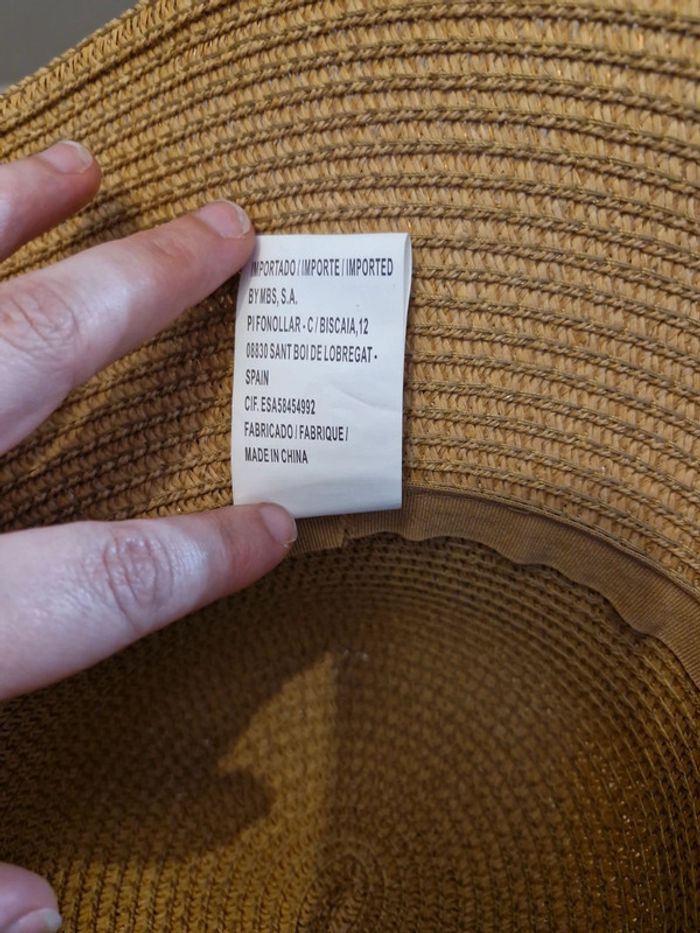 IMPORTADO / IMPORTE / IMPORTED
BY MBS, S.A.
PI FONOLLAR - C / BISCAIA,12
08830 SANT BOI DE LOBREGAT -
SPAIN
CIF. ESA58454992
FABRICADO / FABRIQUE /
MADE IN CHINA